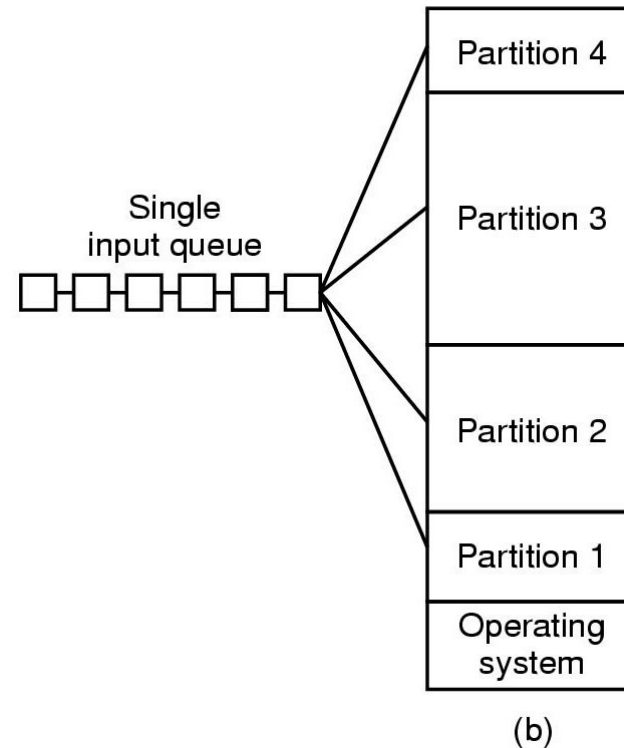 Partition 4
Single
input queue
Partition 3
Partition 2
Partition 1
Operating
system
(b)